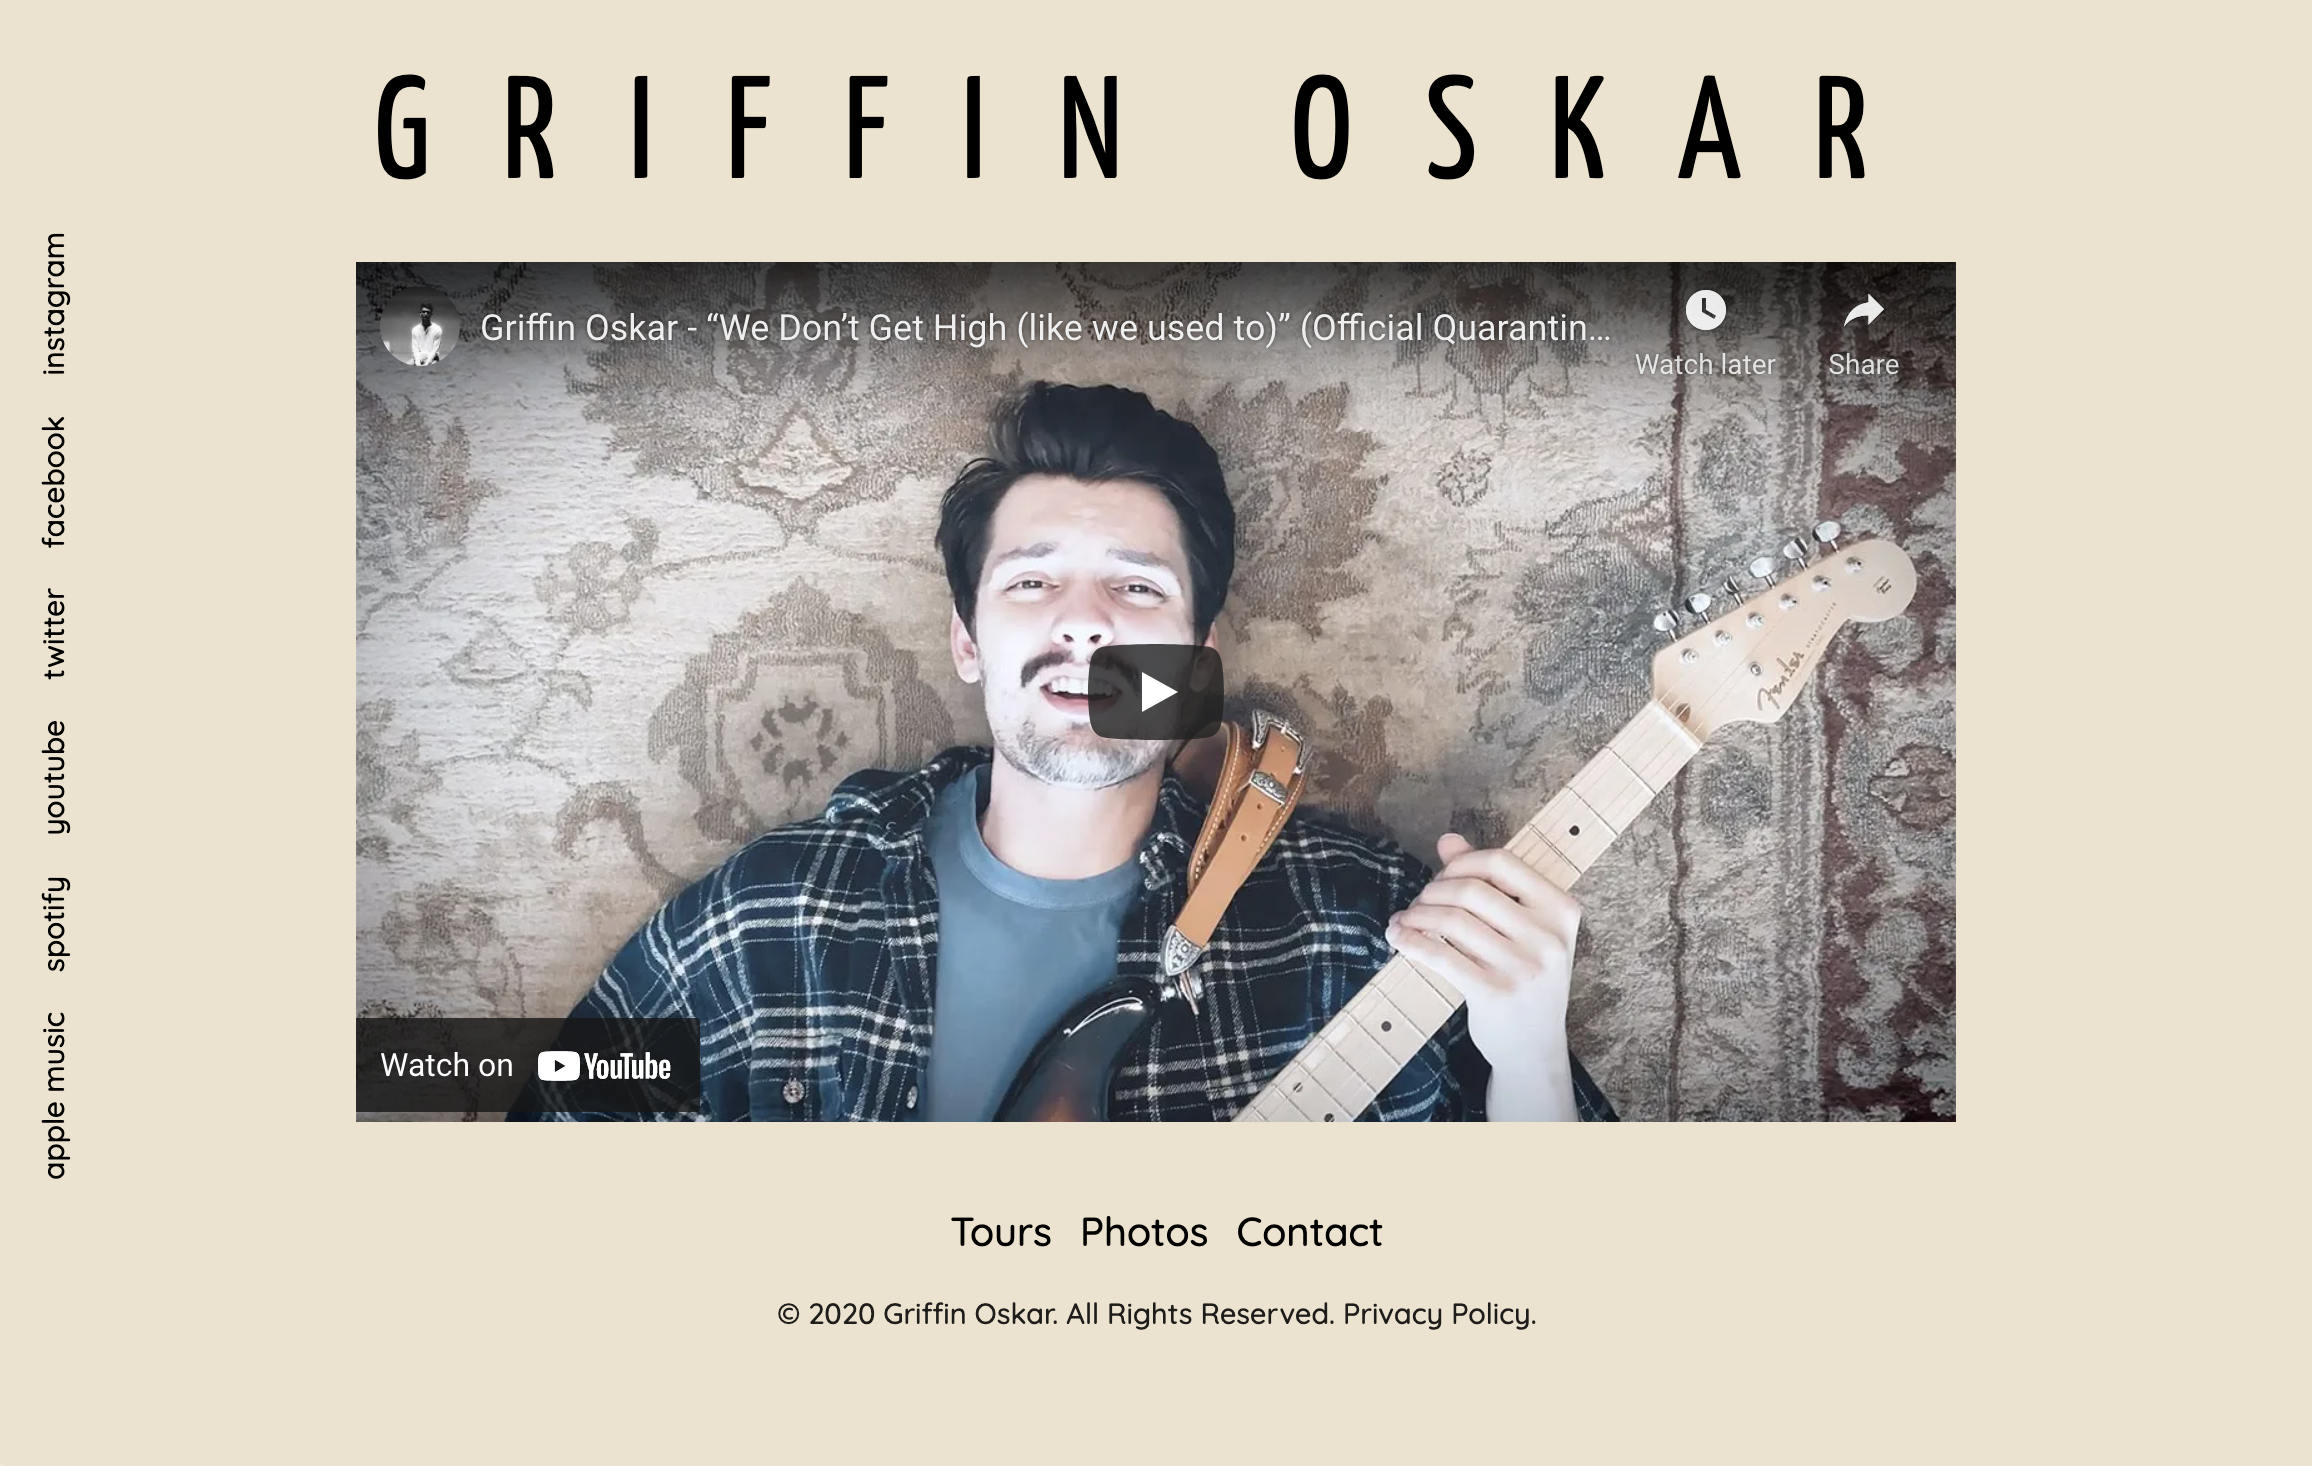 GRIFFIN OSKAR
instagram
facebook
twitter
youtube
spotify
apple music
Griffin Oskar - “We Don’t Get High (like we used to)” (Official Quarantin...
Watch later
Share
Fender
Watch on YouTube
Tours Photos Contact
© 2020 Griffin Oskar. All Rights Reserved. Privacy Policy.